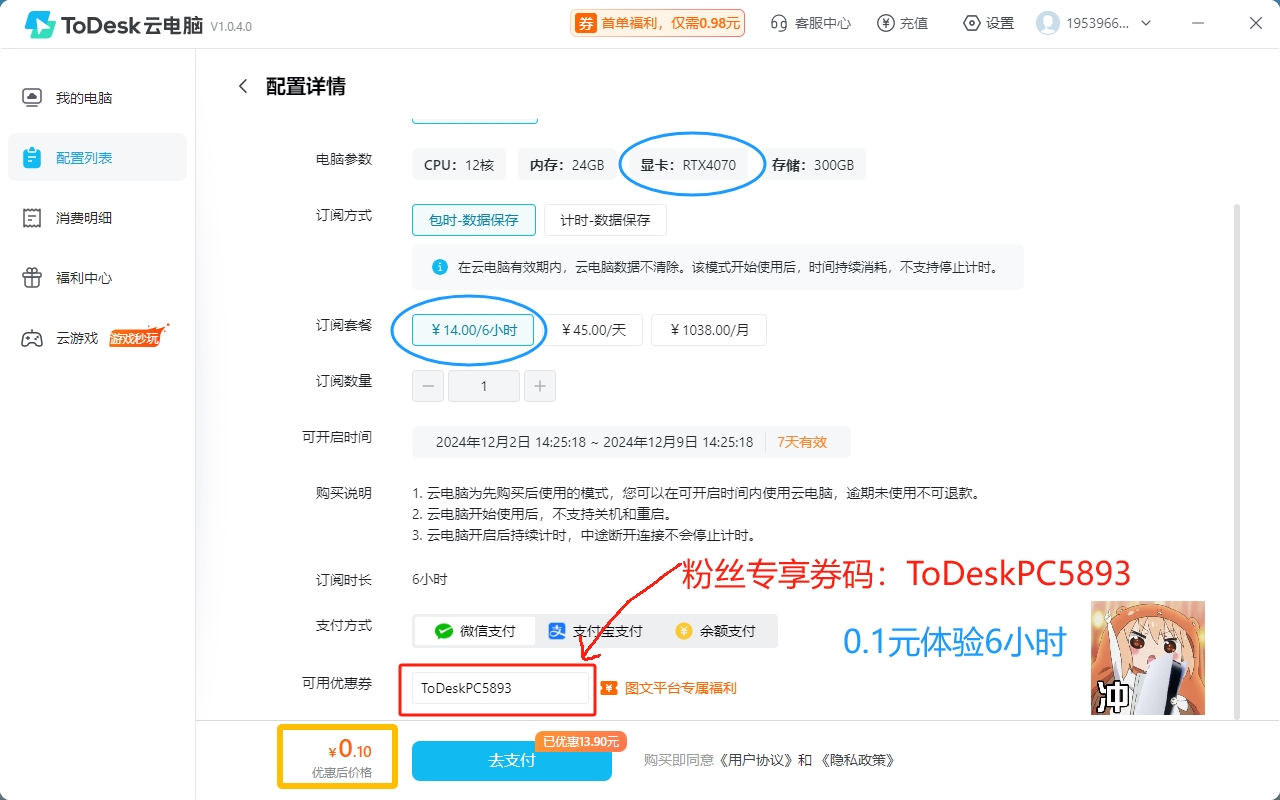 ToDesk云电脑 V1.0.4.0
券 首单福利，仅需0.98元
客服中心
充值
设置
1953966...
我的电脑
配置列表
消费明细
福利中心
云游戏 游戏秒玩
配置详情
电脑参数 CPU：12核 内存：24GB 显卡：RTX4070 存储：300GB
订阅方式 包时-数据保存 计时-数据保存
在云电脑有效期内，云电脑数据不清除。该模式开始使用后，时间持续消耗，不支持停止计时。
订阅套餐 ￥14.00/6小时 ￥45.00/天 ￥1038.00/月
订阅数量 － 1 ＋
可开启时间 2024年12月2日 14:25:18 ~ 2024年12月9日 14:25:18 7天有效
购买说明 1. 云电脑为先购买后使用的模式，您可以在可开启时间内使用云电脑，逾期未使用不可退款。
2. 云电脑开始使用后，不支持关机和重启。
3. 云电脑开启后持续计时，中途断开连接不会停止计时。
粉丝专享券码：ToDeskPC5893
订阅时长 6小时
支付方式 微信支付 支 支付宝支付 余额支付
0.1元体验6小时
冲
可用优惠券 ToDeskPC5893 图文平台专属福利
￥0.10
优惠后价格
已优惠13.90元
去支付
购买即同意《用户协议》和 《隐私政策》